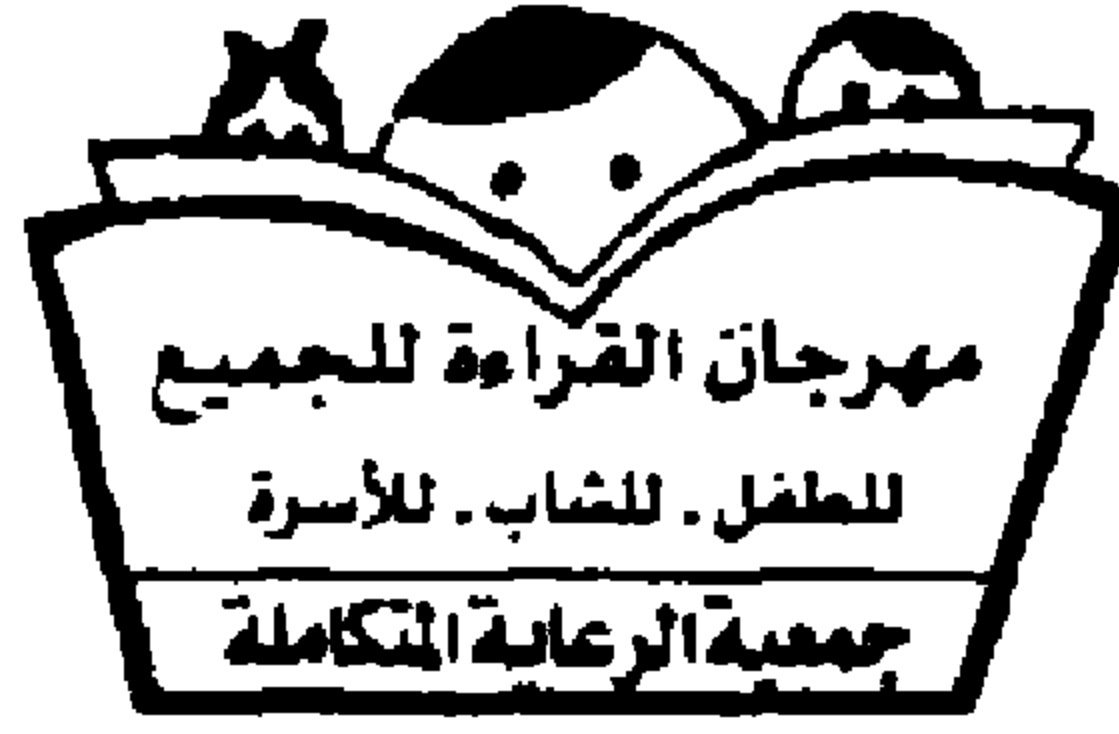 مهرجان القراءة للجميع
للطفل . للشاب . للأسرة
جمعية الرعاية المتكاملة